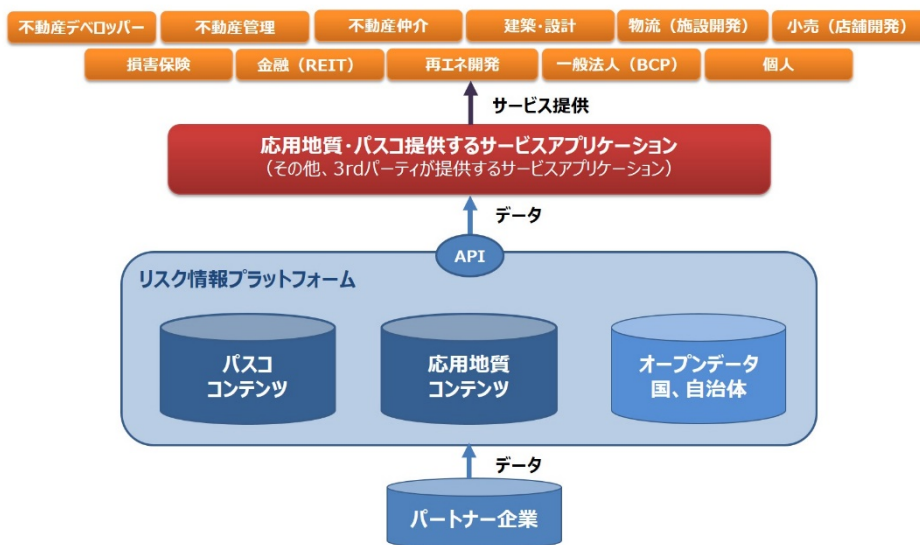 不動産デベロッパー
不動産管理
不動産仲介
建築・設計
物流（施設開発）
小売（店舗開発）
損害保険
金融（REIT）
再エネ開発
一般法人（BCP）
個人
サービス提供
応用地質・パスコ提供するサービスアプリケーション
（その他、3rdパーティが提供するサービスアプリケーション）
データ
API
リスク情報プラットフォーム
パスコ
コンテンツ
応用地質
コンテンツ
オープンデータ
国、自治体
データ
パートナー企業